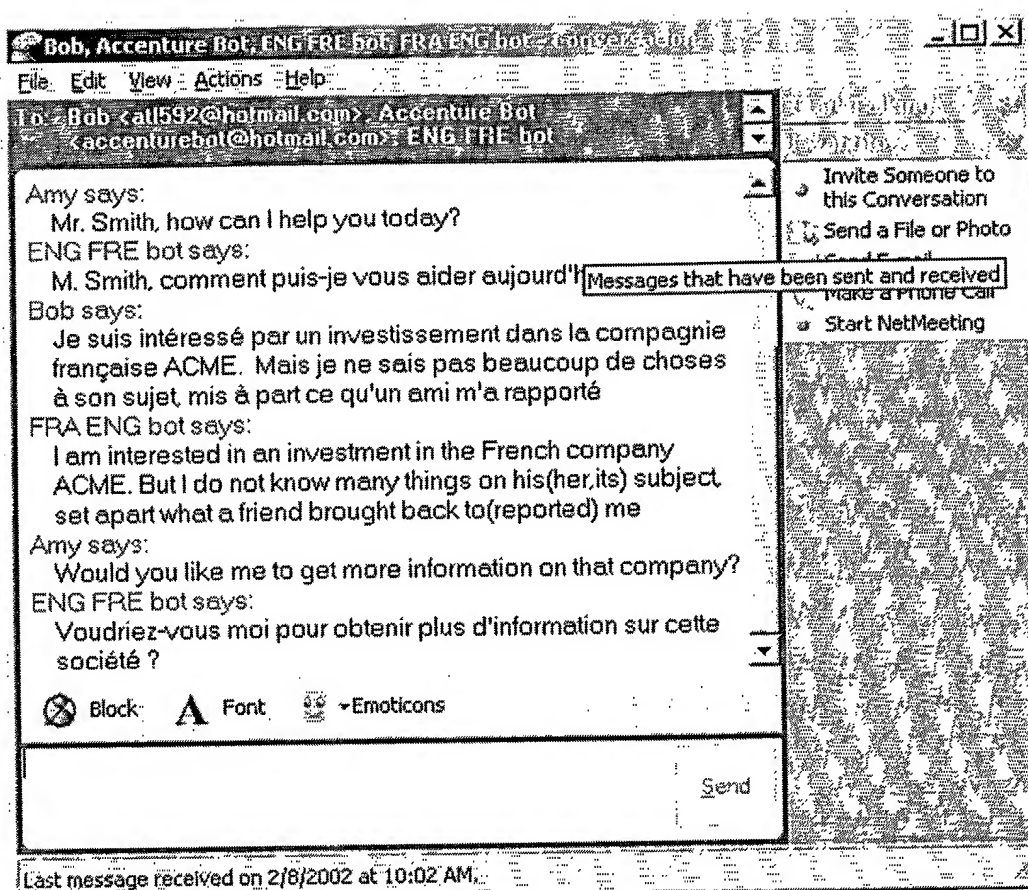 Bob, Accenture Bot, ENG FRE bot, FRA ENG bot - Conversation
File Edit View Actions Help
To: Bob <atl592@hotmail.com>, Accenture Bot
<accenturebot@hotmail.com>, ENG FRE bot
Amy says:
Mr. Smith, how can I help you today?
ENG FRE bot says:
M. Smith, comment puis-je vous aider aujourd'h
Messages that have been sent and received
Bob says:
Je suis intéressé par un investissement dans la compagnie
française ACME. Mais je ne sais pas beaucoup de choses
à son sujet, mis à part ce qu'un ami m'a rapporté
FRA ENG bot says:
I am interested in an investment in the French company
ACME. But I do not know many things on his(her,its) subject,
set apart what a friend brought back to(reported) me
Amy says:
Would you like me to get more information on that company?
ENG FRE bot says:
Voudriez-vous moi pour obtenir plus d'information sur cette
société ?
Block Font Emoticons
Send
Last message received on 2/8/2002 at 10:02 AM.
Invite Someone to
this Conversation
Send a File or Photo
Make a Phone Call
Start NetMeeting